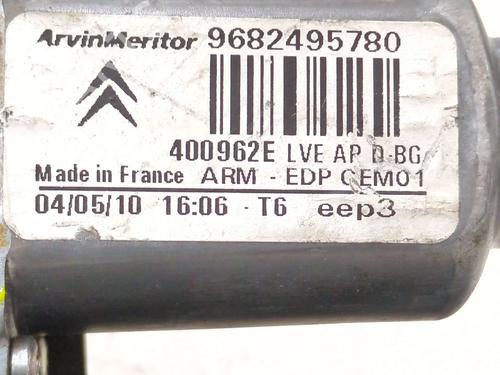 ArvinMeritor 9682495780
400962E LVE AP D-BG
Made in France ARM - EDP CEM01
04/05/10 16:06 - T6 eep3